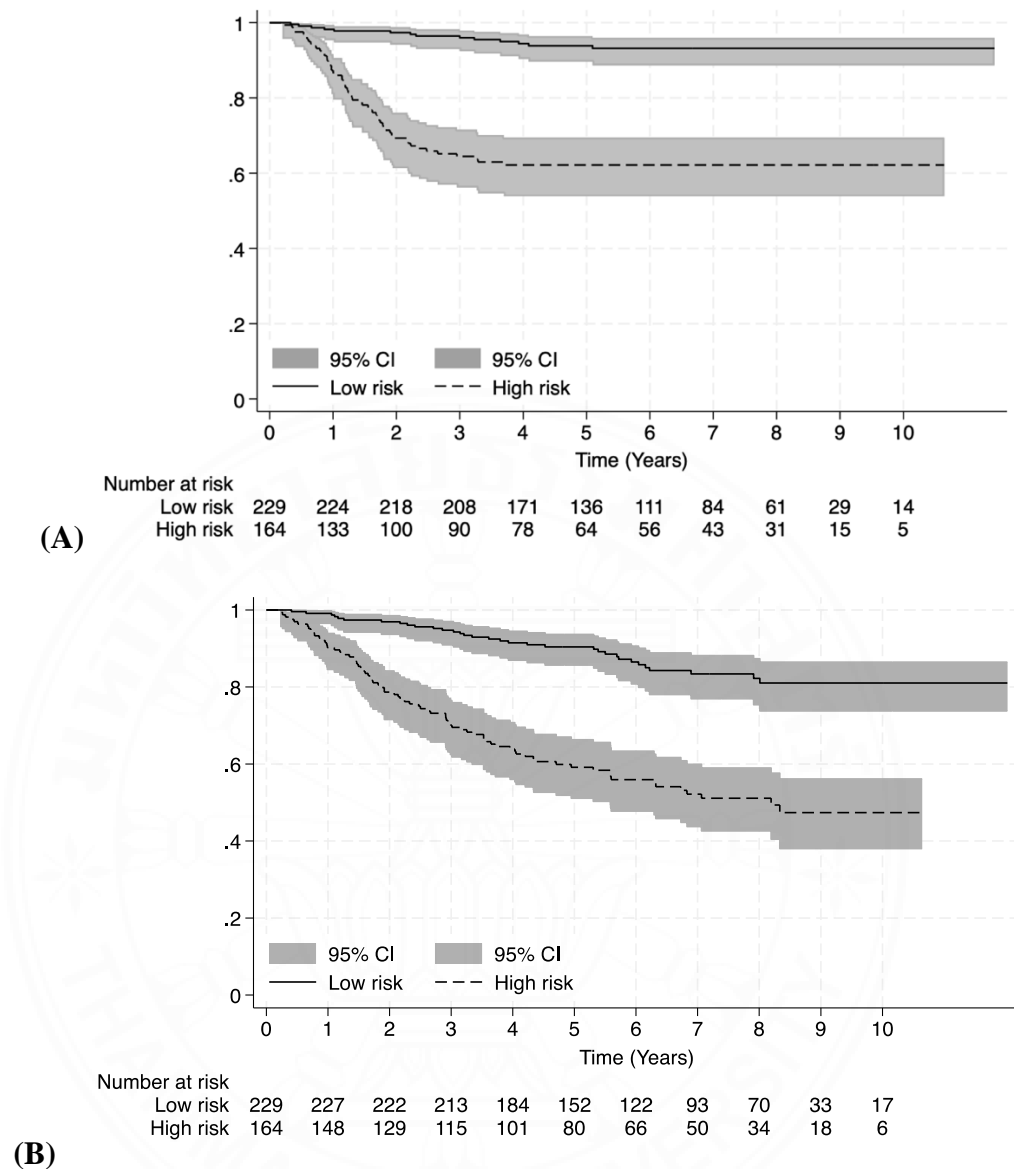 1
.8
.6
.4
.2
0
95% CI 95% CI
Low risk High risk
0 1 2 3 4 5 6 7 8 9 10
Time (Years)
Number at risk
Low risk 229 224 218 208 171 136 111 84 61 29 14
High risk 164 133 100 90 78 64 56 43 31 15 5
(A)
1
.8
.6
.4
.2
0
95% CI 95% CI
Low risk High risk
0 1 2 3 4 5 6 7 8 9 10
Time (Years)
Number at risk
Low risk 229 227 222 213 184 152 122 93 70 33 17
High risk 164 148 129 115 101 80 66 50 34 18 6
(B)